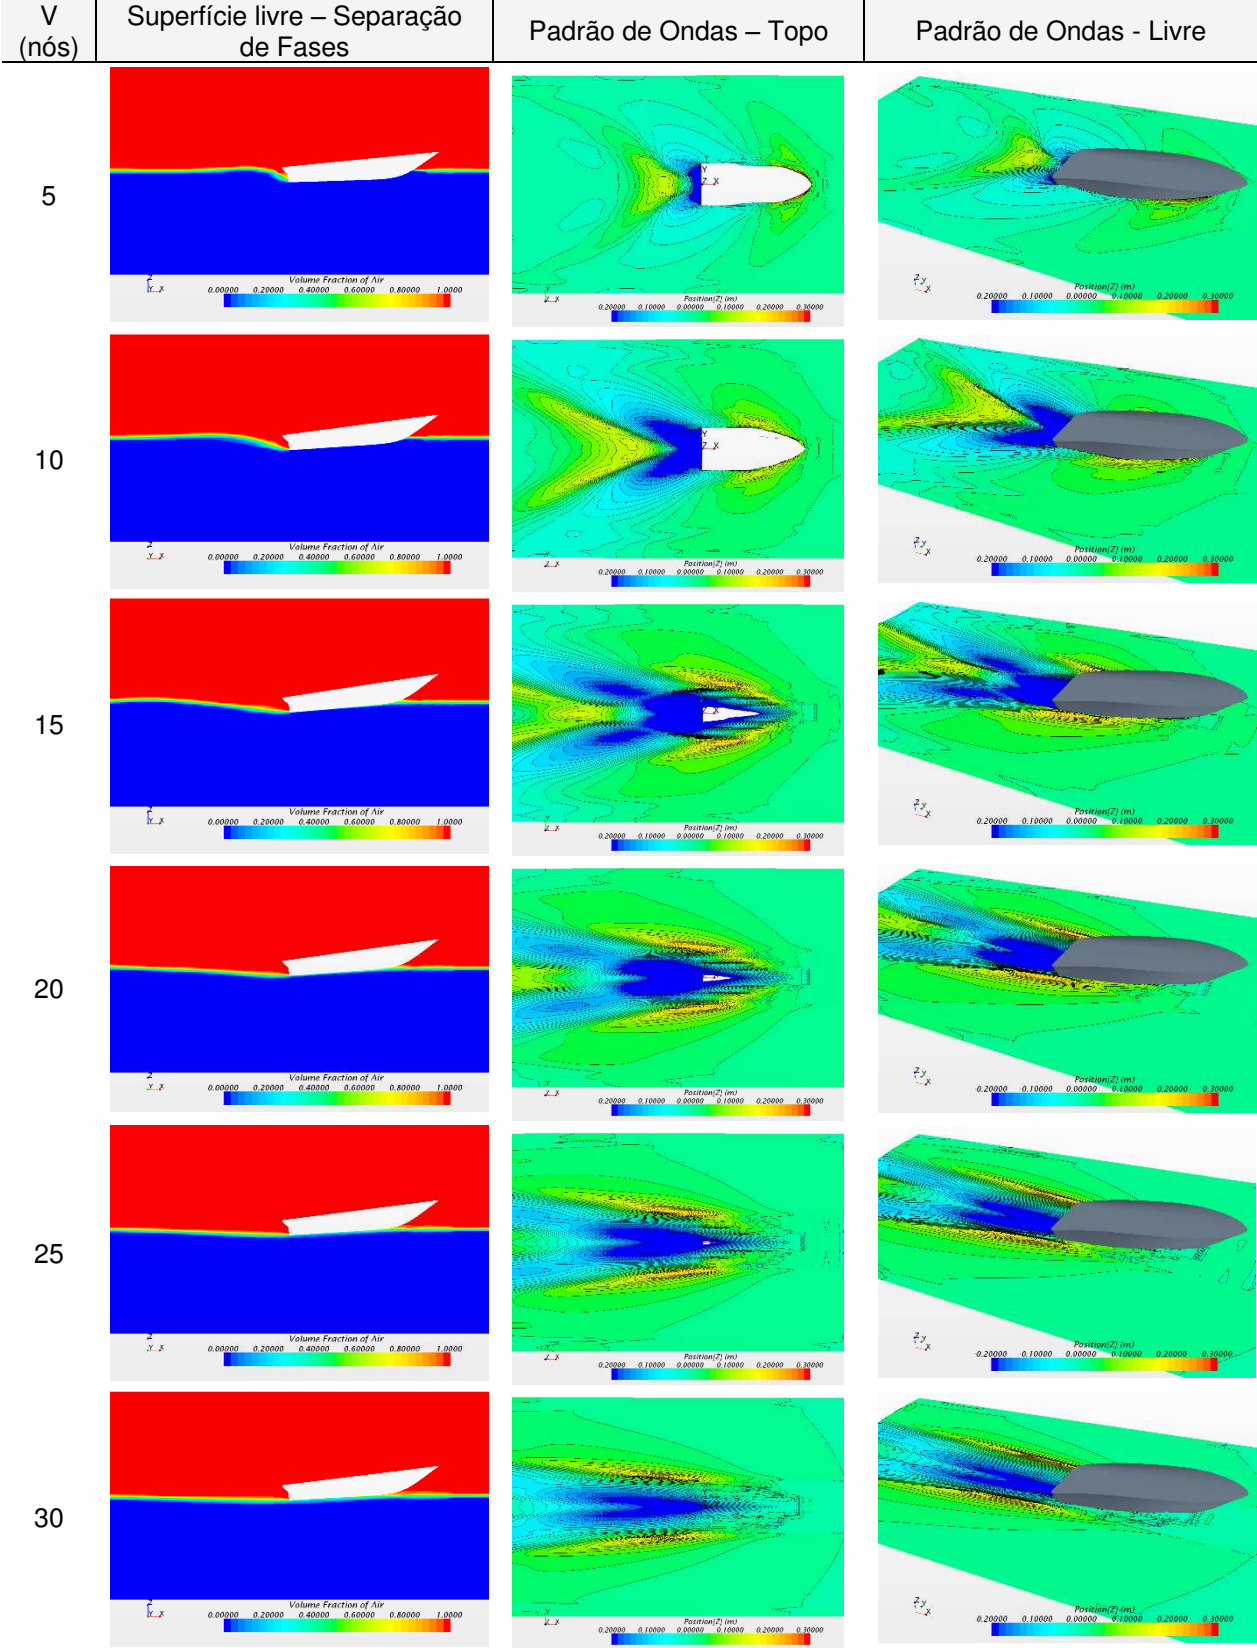 V
(nós)
Superfície livre – Separação
de Fases
Padrão de Ondas – Topo
Padrão de Ondas - Livre
5
Z
Y X
Volume Fraction of Air
0.00000 0.20000 0.40000 0.60000 0.80000 1.0000
Y
Z X
Y
Z X
Position[Z] (m)
0.20000 0.10000 0.00000 0.10000 0.20000 0.30000
Z y
X
Position[Z] (m)
0.20000 0.10000 0.00000 0.10000 0.20000 0.30000
10
Z
Y X
Volume Fraction of Air
0.00000 0.20000 0.40000 0.60000 0.80000 1.0000
Y
Z X
Y
Z X
Position[Z] (m)
0.20000 0.10000 0.00000 0.10000 0.20000 0.30000
Z y
X
Position[Z] (m)
0.20000 0.10000 0.00000 0.10000 0.20000 0.30000
15
Z
Y X
Volume Fraction of Air
0.00000 0.20000 0.40000 0.60000 0.80000 1.0000
Z X
Y
Z X
Position[Z] (m)
0.20000 0.10000 0.00000 0.10000 0.20000 0.30000
Z y
X
Position[Z] (m)
0.20000 0.10000 0.00000 0.10000 0.20000 0.30000
20
Z
Y X
Volume Fraction of Air
0.00000 0.20000 0.40000 0.60000 0.80000 1.0000
Y
Z X
Position[Z] (m)
0.20000 0.10000 0.00000 0.10000 0.20000 0.30000
Z y
X
Position[Z] (m)
-0.20000 -0.10000 0.00000 0.10000 0.20000 0.30000
25
Z
Y X
Volume Fraction of Air
0.00000 0.20000 0.40000 0.60000 0.80000 1.0000
Y
Z X
Position[Z] (m)
0.20000 0.10000 0.00000 0.10000 0.20000 0.30000
Z y
X
Position[Z] (m)
-0.20000 -0.10000 0.00000 0.10000 0.20000 0.30000
30
Z
Y X
Volume Fraction of Air
0.00000 0.20000 0.40000 0.60000 0.80000 1.0000
Y
Z X
Position[Z] (m)
0.20000 0.10000 0.00000 0.10000 0.20000 0.30000
Z y
X
Position[Z] (m)
0.20000 0.10000 0.00000 0.10000 0.20000 0.30000